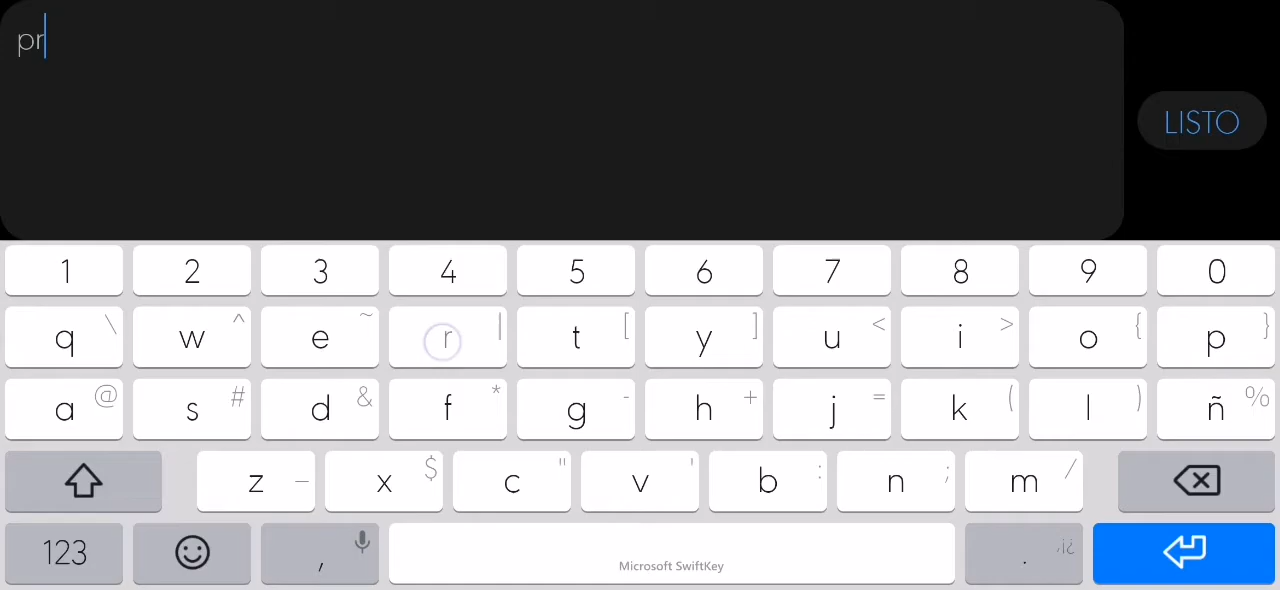 pr
LISTO
1 2 3 4 5 6 7 8 9 0
q \ w ^ e ~ r | t [ y ] u < i > o { p }
a @ s # d & f * g - h + j = k ( l ) ñ %
z _ x $ c " v ' b : n ; m /
123 , Microsoft SwiftKey . ,¡¿